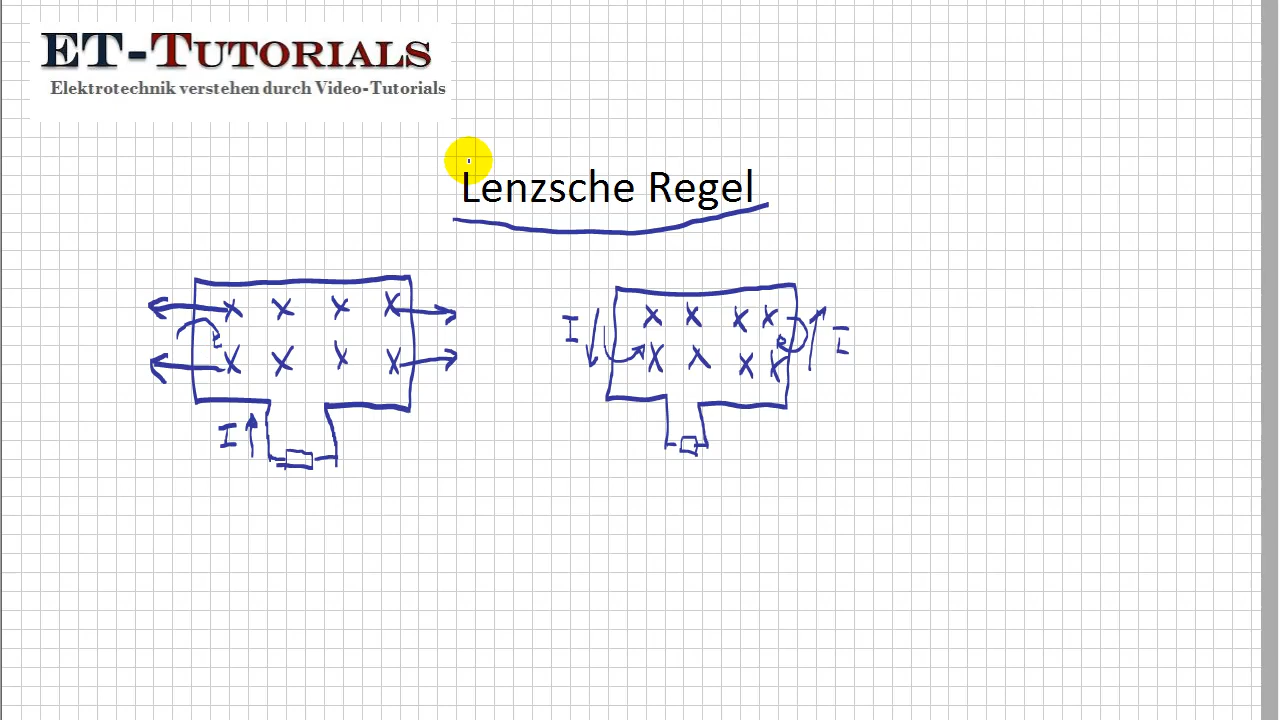 ET-Tutorials
Elektrotechnik verstehen durch Video-Tutorials
Lenzsche Regel
x x x x
I I
x x x x
x x x x
x x x x
I